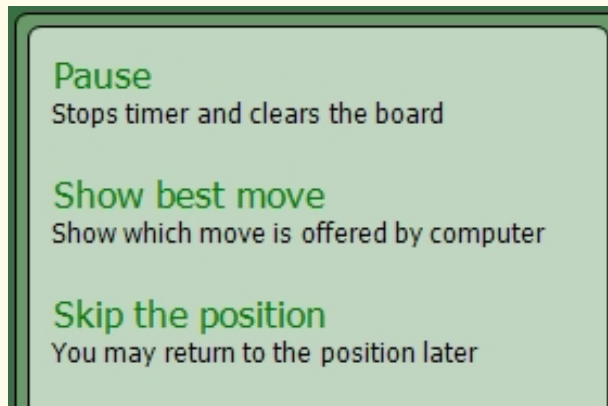 Pause
Stops timer and clears the board
Show best move
Show which move is offered by computer
Skip the position
You may return to the position later